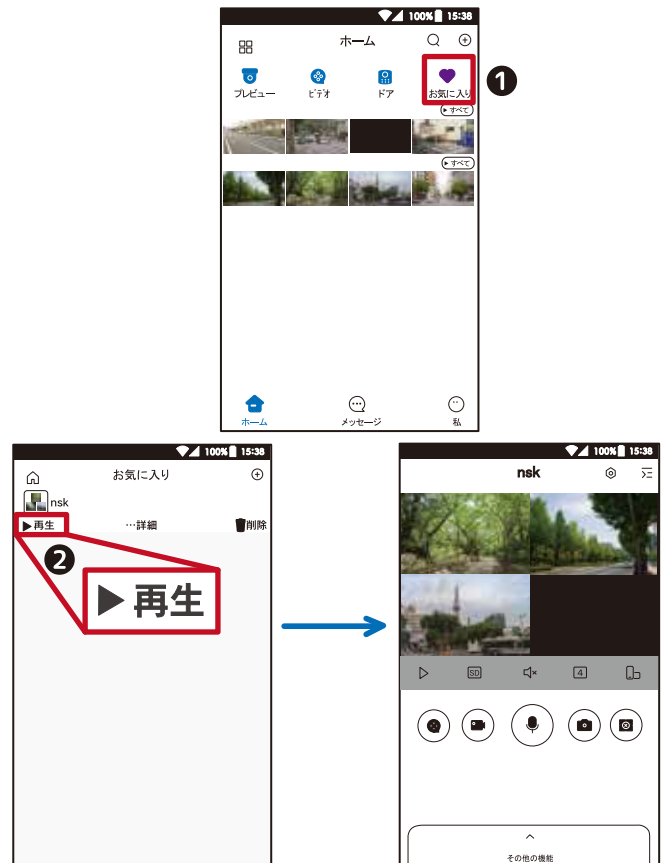 100% 15:38
ホーム
プレビュー ビデオ ドア お気に入り
❶
▶すべて
▶すべて
ホーム メッセージ 私
100% 15:38
お気に入り
nsk
▶再生 …詳細 削除
❷
▶再生
100% 15:38
nsk
SD 4
その他の機能